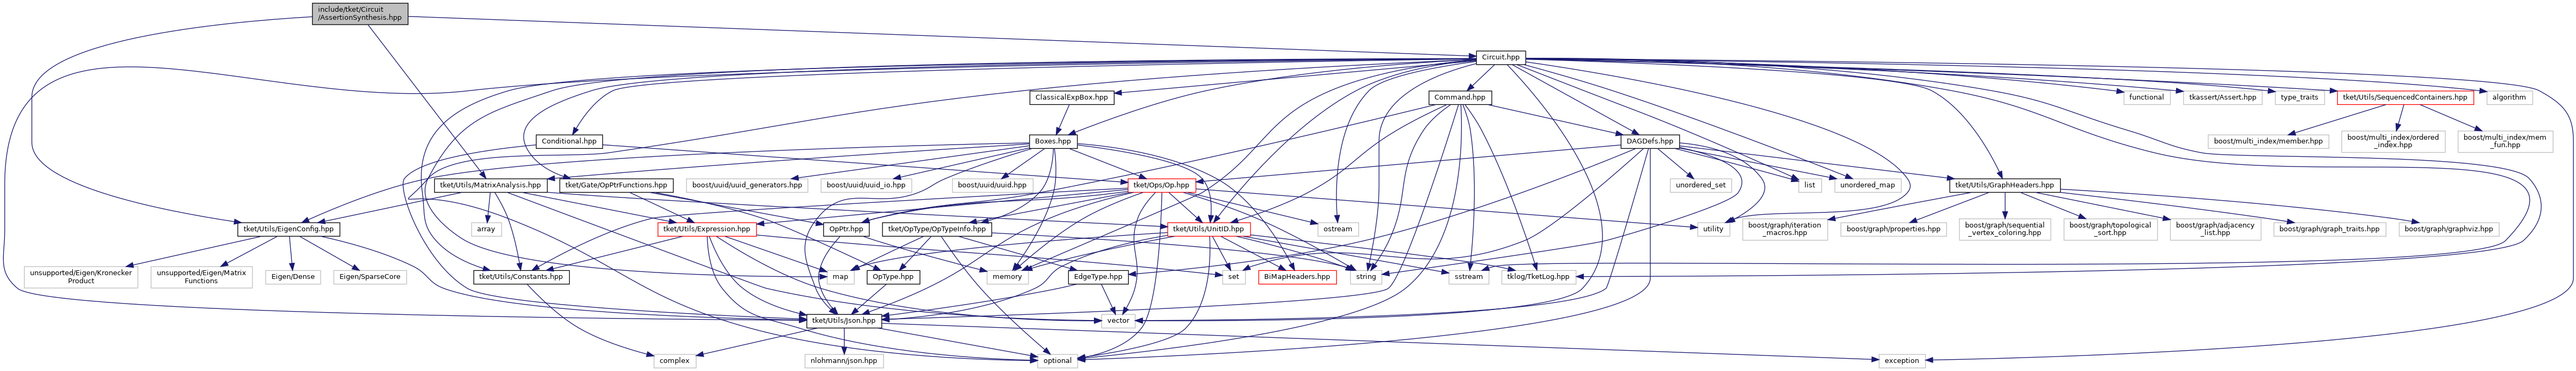 include/tket/Circuit
/AssertionSynthesis.hpp
Circuit.hpp
ClassicalExpBox.hpp
Command.hpp
functional
tkassert/Assert.hpp
type_traits
tket/Utils/SequencedContainers.hpp
algorithm
Conditional.hpp
Boxes.hpp
DAGDefs.hpp
boost/multi_index/member.hpp
boost/multi_index/ordered
_index.hpp
boost/multi_index/mem
_fun.hpp
tket/Utils/MatrixAnalysis.hpp
tket/Gate/OpPtrFunctions.hpp
boost/uuid/uuid_generators.hpp
boost/uuid/uuid_io.hpp
boost/uuid/uuid.hpp
tket/Ops/Op.hpp
unordered_set
list
unordered_map
tket/Utils/GraphHeaders.hpp
tket/Utils/EigenConfig.hpp
array
tket/Utils/Expression.hpp
OpPtr.hpp
tket/OpType/OpTypeInfo.hpp
tket/Utils/UnitID.hpp
ostream
utility
boost/graph/iteration
_macros.hpp
boost/graph/properties.hpp
boost/graph/sequential
_vertex_coloring.hpp
boost/graph/topological
_sort.hpp
boost/graph/adjacency
_list.hpp
boost/graph/graph_traits.hpp
boost/graph/graphviz.hpp
unsupported/Eigen/Kronecker
Product
unsupported/Eigen/Matrix
Functions
Eigen/Dense
Eigen/SparseCore
tket/Utils/Constants.hpp
map
OpType.hpp
memory
EdgeType.hpp
set
BiMapHeaders.hpp
string
sstream
tklog/TketLog.hpp
tket/Utils/Json.hpp
vector
complex
nlohmann/json.hpp
optional
exception